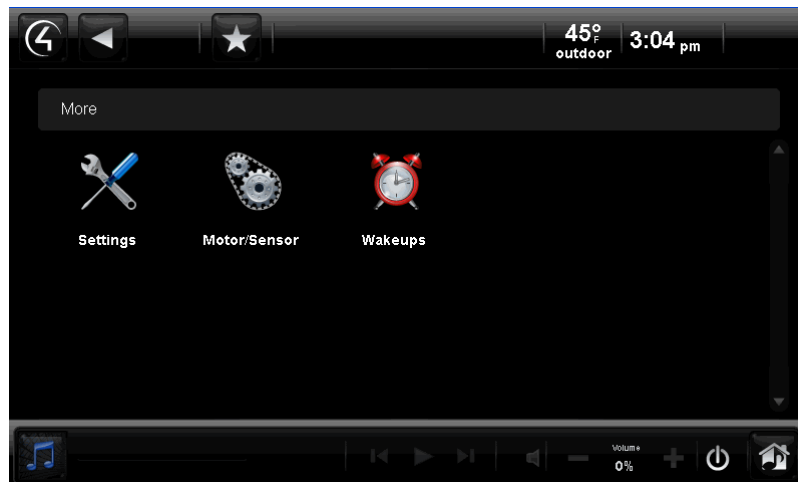 45°F
outdoor
3:04 pm
More
Settings
Motor/Sensor
Wakeups
Volume
0%